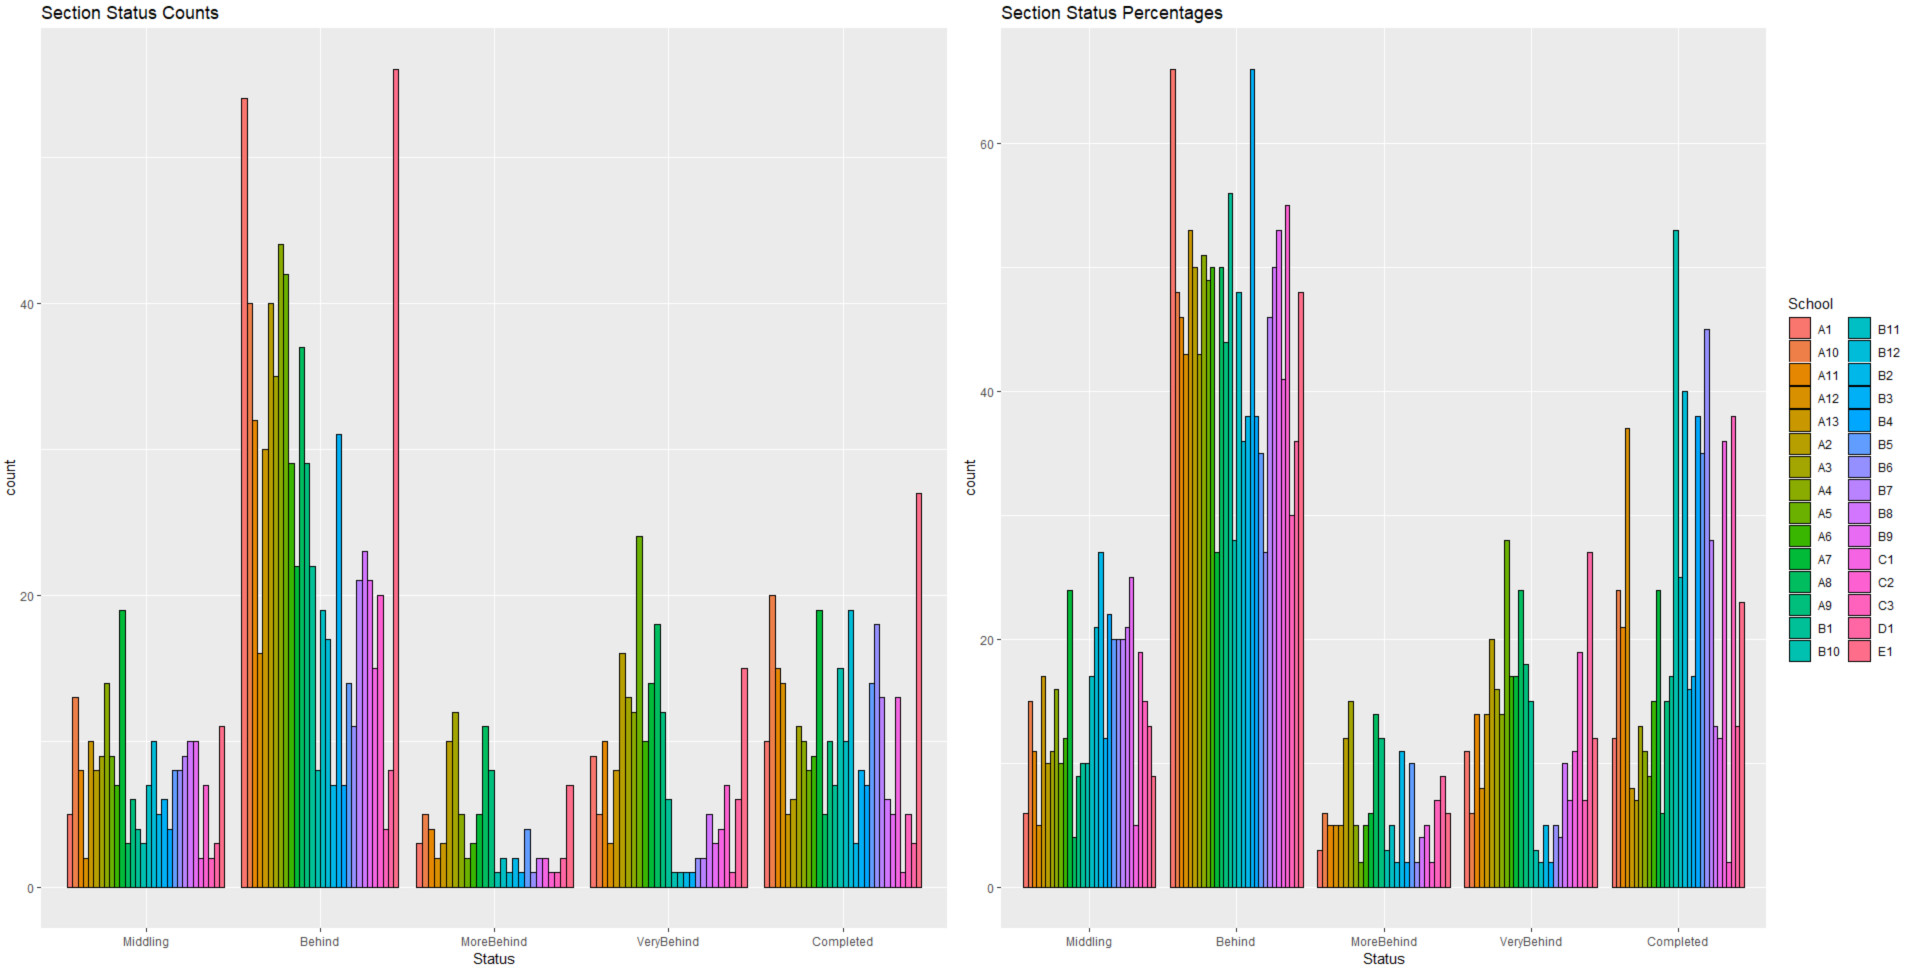 Section Status Counts
count
40
20
0
Middling Behind MoreBehind VeryBehind Completed
Status
Section Status Percentages
count
60
40
20
0
Middling Behind MoreBehind VeryBehind Completed
Status
School
A1 B11
A10 B12
A11 B2
A12 B3
A13 B4
A2 B5
A3 B6
A4 B7
A5 B8
A6 B9
A7 C1
A8 C2
A9 C3
B1 D1
B10 E1